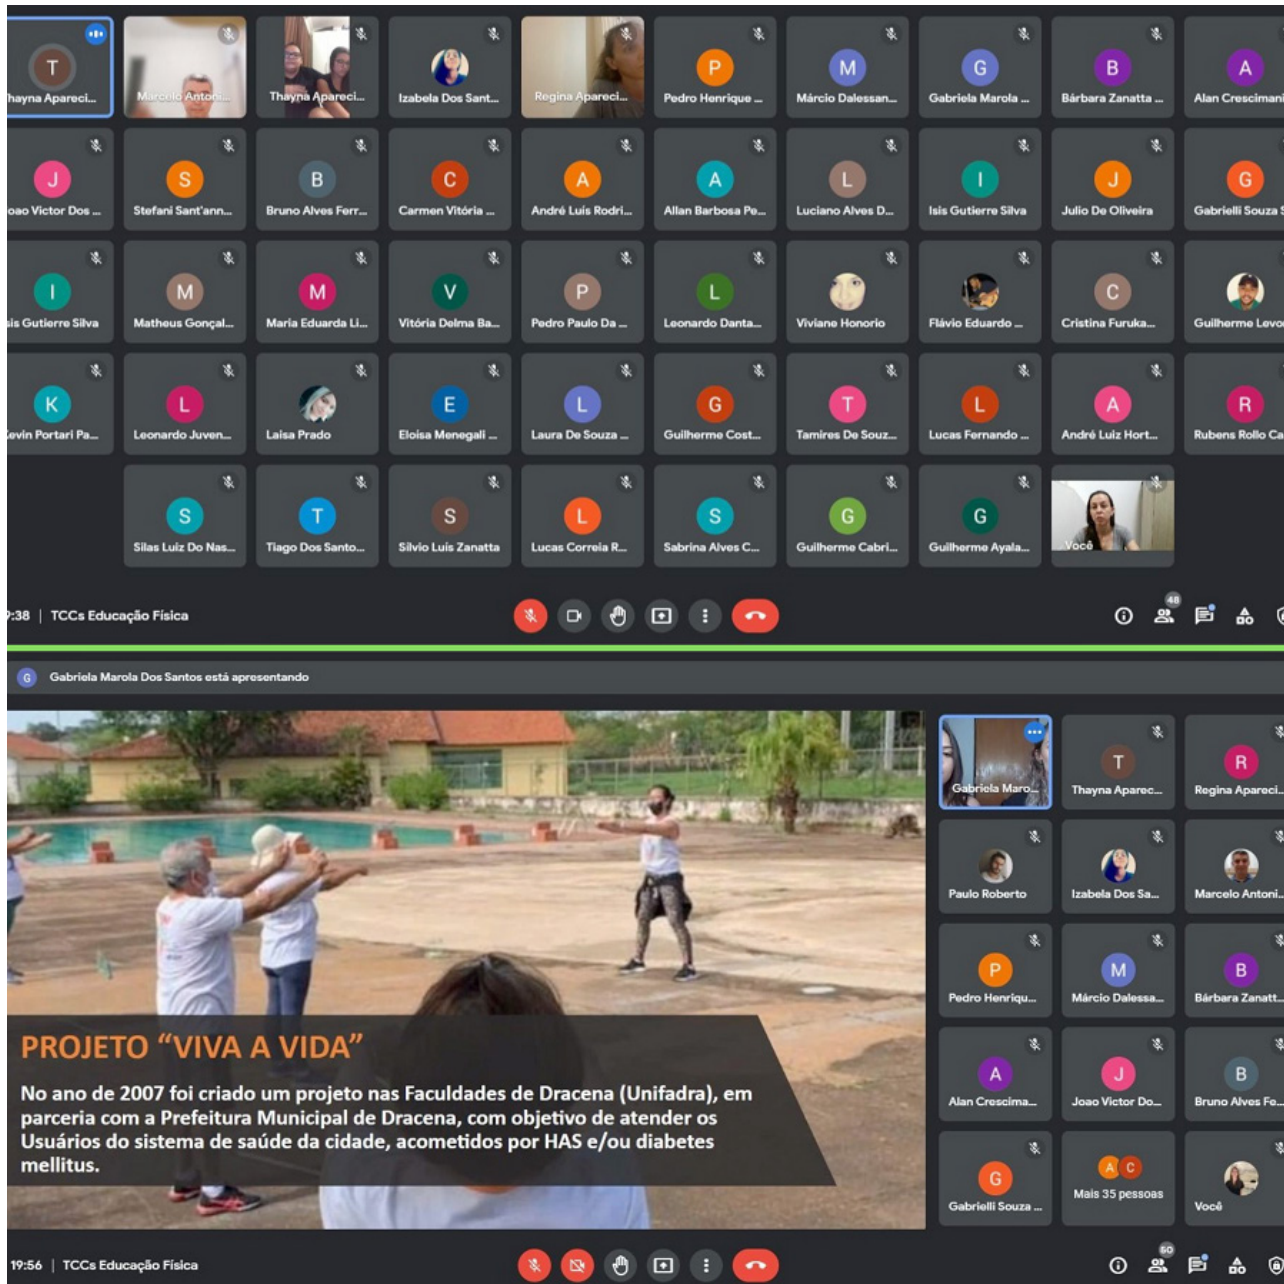 T
hayna Apareci...
Marcelo Antoni...
Thayna Apareci...
Izabela Dos Sant...
Regina Apareci...
P
Pedro Henrique ...
M
Márcio Dalessan...
G
Gabriela Marola ...
B
Bárbara Zanatta ...
A
Alan Crescimani
J
oao Victor Dos ...
S
Stefani Sant'ann...
B
Bruno Alves Ferr...
C
Carmen Vitória ...
A
André Luis Rodri...
A
Allan Barbosa Pe...
L
Luciano Alves D...
I
Isis Gutierre Silva
J
Julio De Oliveira
G
Gabrielli Souza S
I
sis Gutierre Silva
M
Matheus Gonçal...
M
Maria Eduarda Li...
V
Vitória Delma Ba...
P
Pedro Paulo Da ...
L
Leonardo Danta...
Viviane Honorio
Flávio Eduardo ...
C
Cristina Furuka...
Guilherme Levo
K
Kevin Portari Pa...
L
Leonardo Juven...
Laisa Prado
E
Eloisa Menegali ...
L
Laura De Souza ...
G
Guilherme Cost...
T
Tamires De Souz...
L
Lucas Fernando ...
A
André Luiz Hort...
R
Rubens Rollo Ca
S
Silas Luiz Do Nas...
T
Tiago Dos Santo...
S
Silvio Luís Zanatta
L
Lucas Correia R...
S
Sabrina Alves C...
G
Guilherme Cabri...
G
Guilherme Ayala...
Você
9:38 | TCCs Educação Física
48
G Gabriela Marola Dos Santos está apresentando
PROJETO “VIVA A VIDA”
No ano de 2007 foi criado um projeto nas Faculdades de Dracena (Unifadra), em
parceria com a Prefeitura Municipal de Dracena, com objetivo de atender os
Usuários do sistema de saúde da cidade, acometidos por HAS e/ou diabetes
mellitus.
Gabriela Maro...
T
Thayna Aparec...
R
Regina Apareci...
Paulo Roberto
Izabela Dos Sa...
Marcelo Antoni...
P
Pedro Henriqu...
M
Márcio Dalessa...
B
Bárbara Zanatt...
A
Alan Crescima...
J
Joao Victor Do...
B
Bruno Alves Fe...
G
Gabrielli Souza ...
A C
Mais 35 pessoas
Você
19:56 | TCCs Educação Física
50